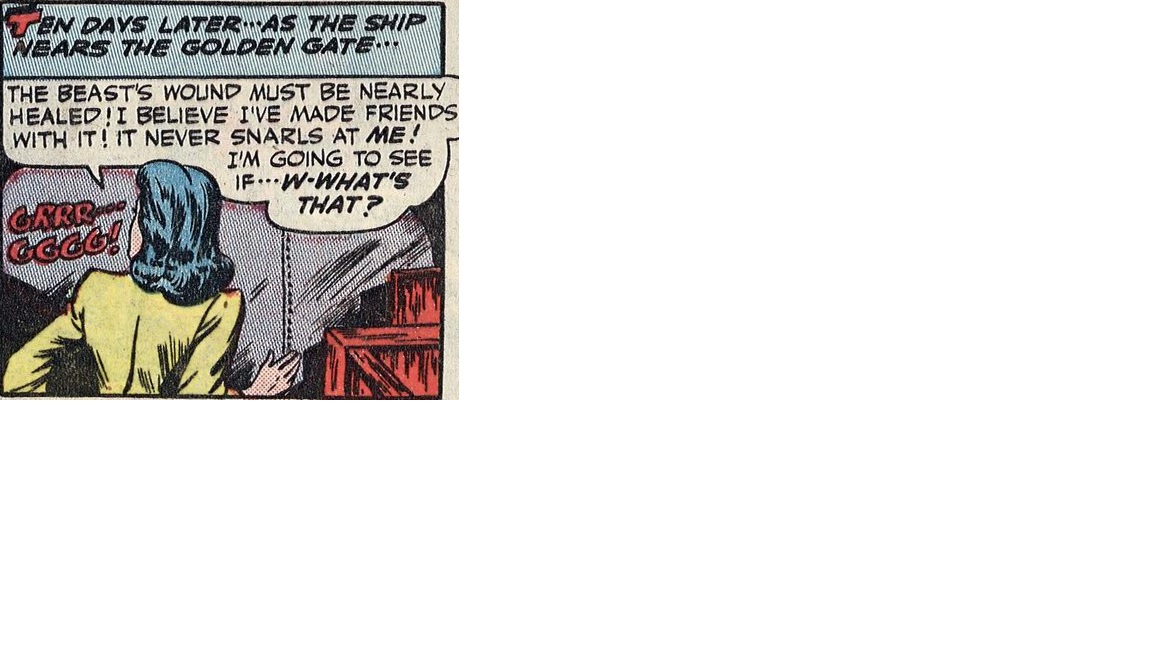 TEN DAYS LATER...AS THE SHIP
NEARS THE GOLDEN GATE...
THE BEAST'S WOUND MUST BE NEARLY
HEALED! I BELIEVE I'VE MADE FRIENDS
WITH IT! IT NEVER SNARLS AT ME!
I'M GOING TO SEE
IF...W-WHAT'S
THAT?
GRRR---
GGGG!